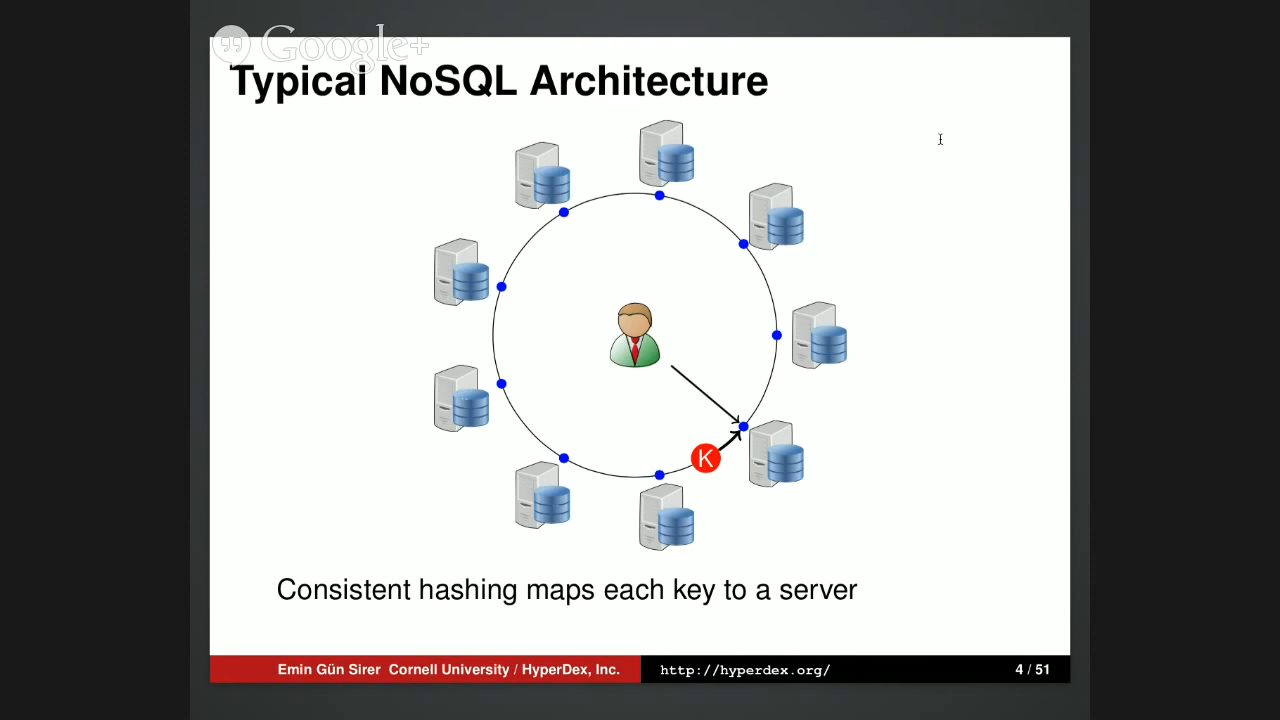 Google+
Typical NoSQL Architecture
K
Consistent hashing maps each key to a server
Emin Gün Sirer Cornell University / HyperDex, Inc. http://hyperdex.org/ 4 / 51